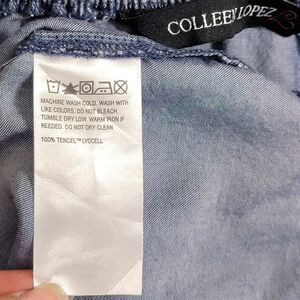 COLLEEN LOPEZ
MACHINE WASH COLD. WASH WITH
LIKE COLORS. DO NOT BLEACH.
TUMBLE DRY LOW. WARM IRON IF
NEEDED. DO NOT DRY CLEAN
100% TENCEL™ LYOCELL